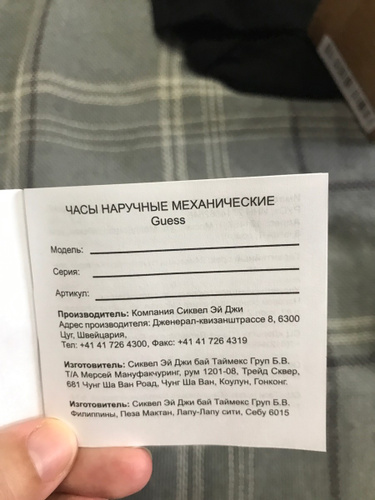 ЧАСЫ НАРУЧНЫЕ МЕХАНИЧЕСКИЕ
Guess
Модель:
Серия:
Артикул:
Производитель: Компания Сиквел Эй Джи
Адрес производителя: Дженерал-квизанштрассе 8, 6300
Цуг, Швейцария,
Тел: +41 41 726 4300, Факс: +41 41 726 4319
Изготовитель: Сиквел Эй Джи бай Таймекс Груп Б.В.
Т/А Мерсей Мануфакчуринг, рум 1201-08, Трейд Сквер,
681 Чунг Ша Ван Роад, Чунг Ша Ван, Коулун, Гонконг.
Изготовитель: Сиквел Эй Джи бай Таймекс Груп Б.В.
Филиппины, Пеза Мактан, Лапу-Лапу сити, Себу 6015